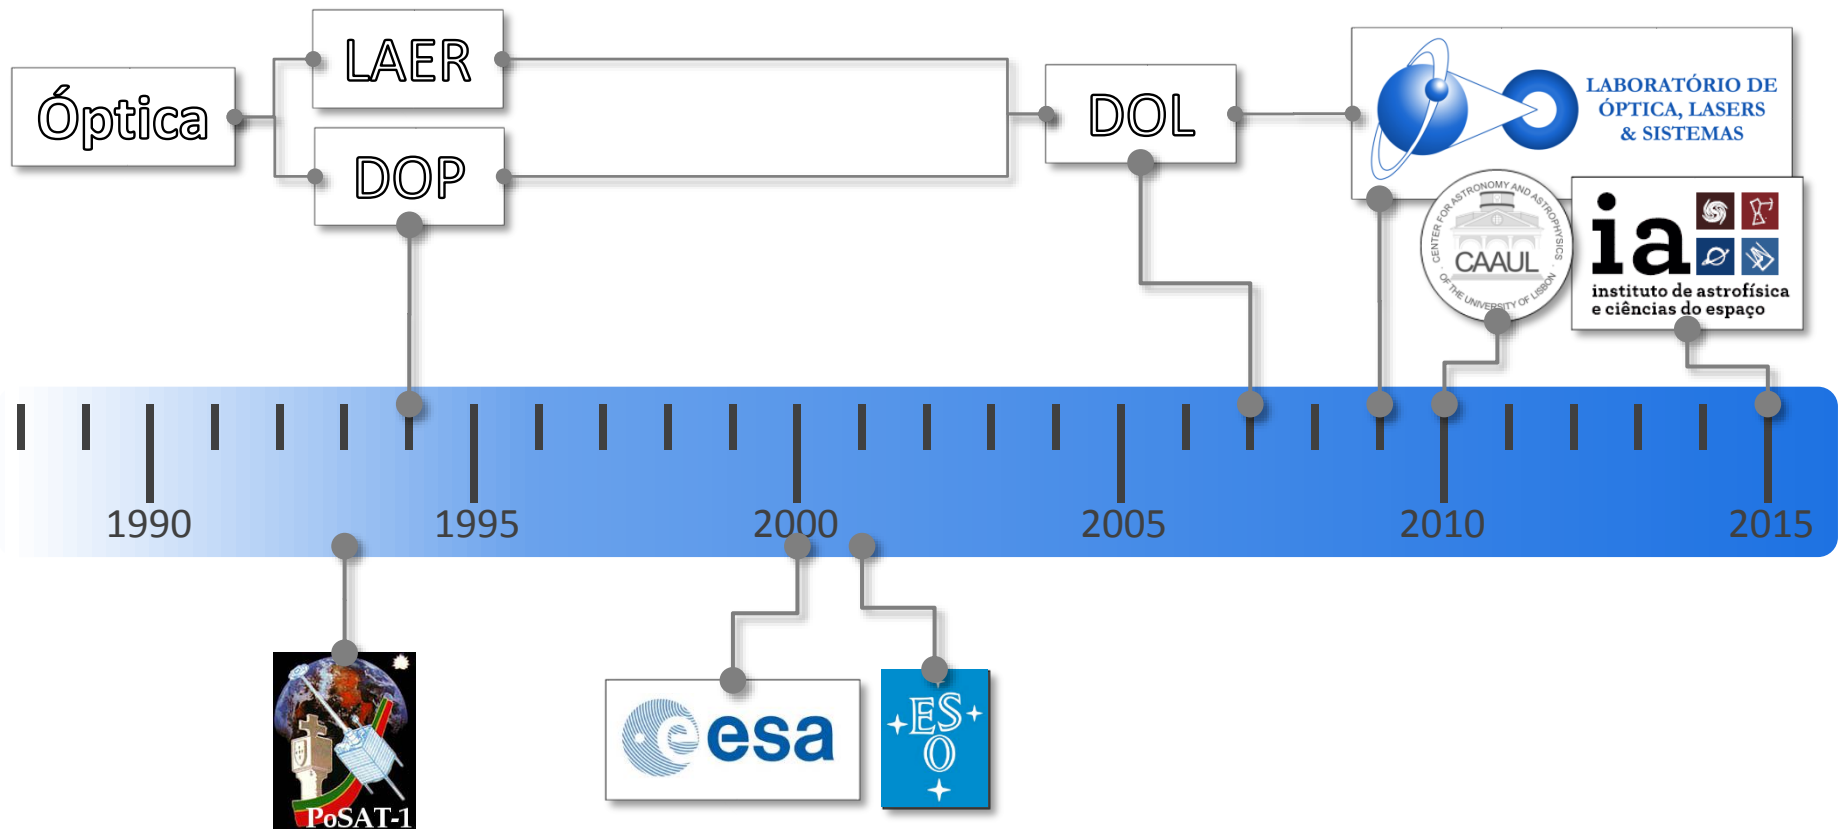 Óptica
LAER
DOP
DOL
LABORATÓRIO DE
ÓPTICA, LASERS
& SISTEMAS
CENTER FOR ASTRONOMY AND ASTROPHYSICS
CAAUL
· OF THE UNIVERSITY OF LISBON ·
ia
instituto de astrofísica
e ciências do espaço
1990
1995
2000
2005
2010
2015
PoSAT-1
esa
ES
O